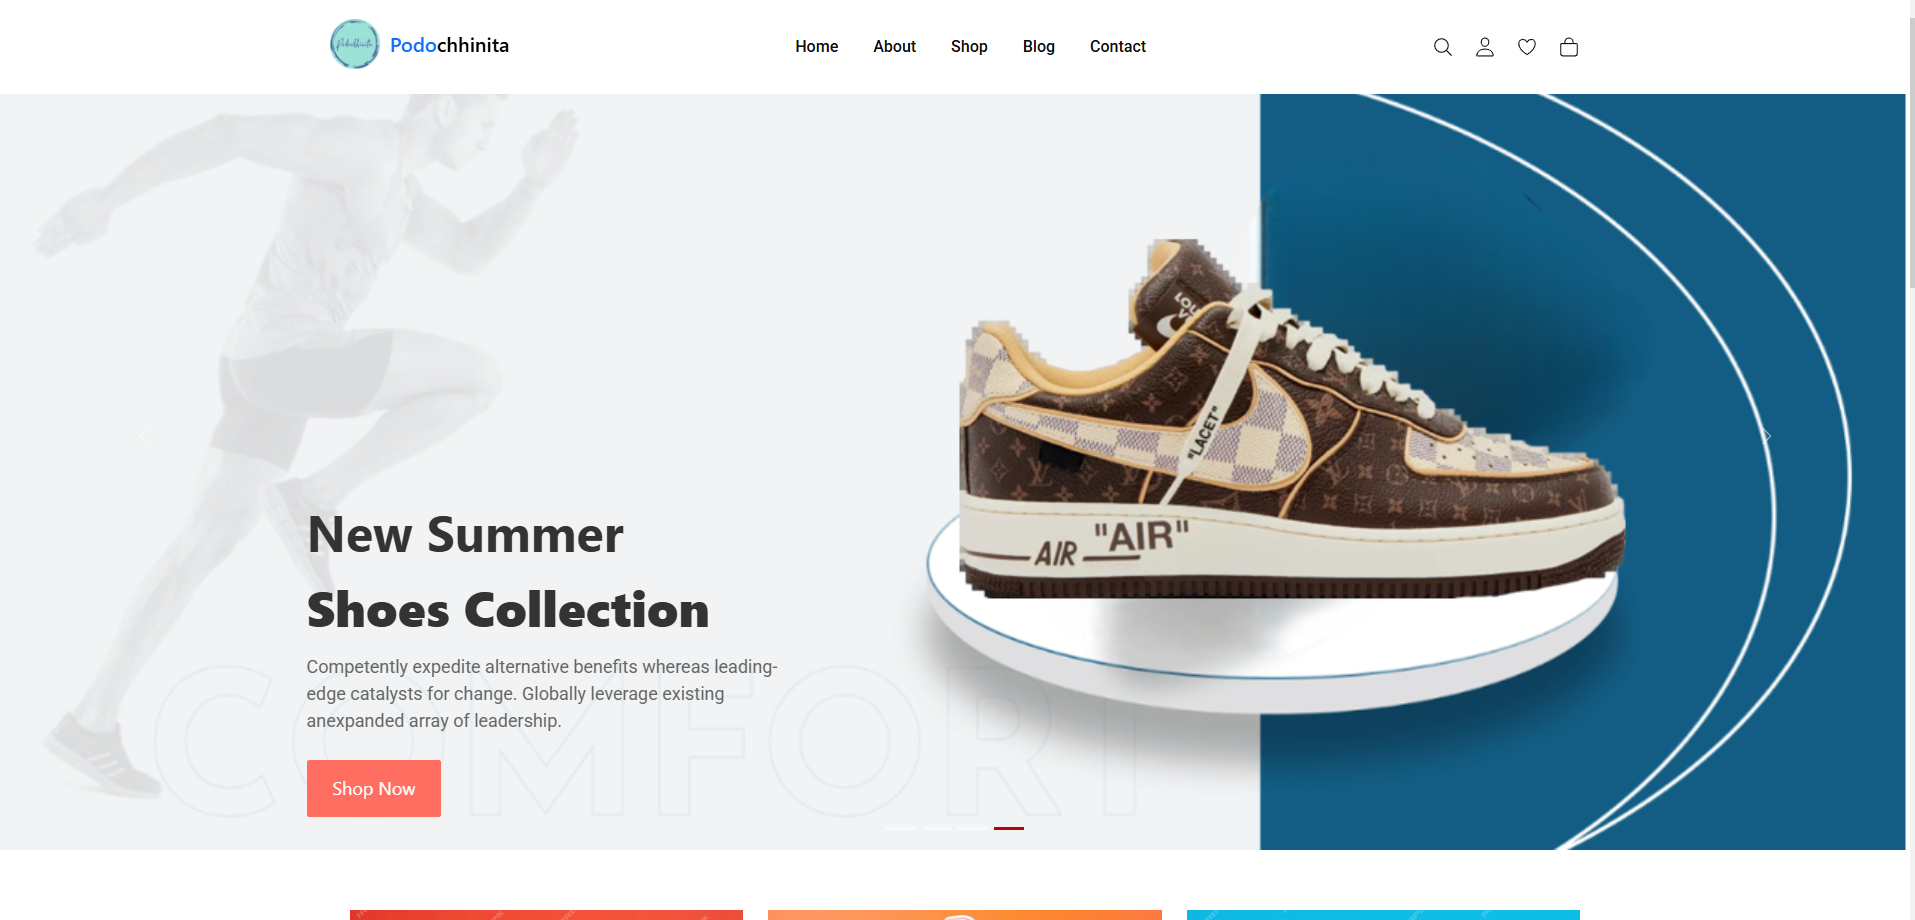 Podochhinita
Home About Shop Blog Contact
LOU
"LACET"
"AIR"
AIR
New Summer
Shoes Collection
Competently expedite alternative benefits whereas leading-
edge catalysts for change. Globally leverage existing
anexpanded array of leadership.
COMFORT
Shop Now